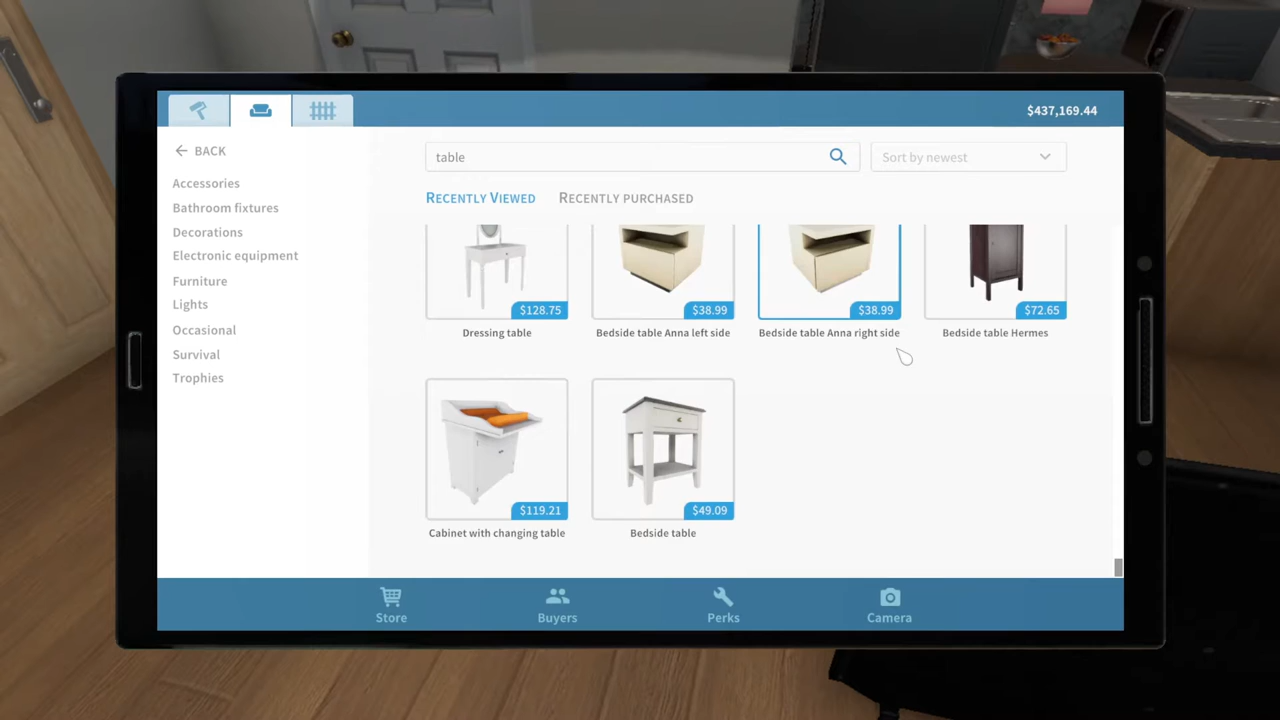 $437,169.44
BACK
table
Sort by newest
Accessories
Bathroom fixtures
Decorations
Electronic equipment
Furniture
Lights
Occasional
Survival
Trophies
RECENTLY VIEWED
RECENTLY PURCHASED
$128.75
$38.99
$38.99
$72.65
Dressing table
Bedside table Anna left side
Bedside table Anna right side
Bedside table Hermes
$119.21
$49.09
Cabinet with changing table
Bedside table
Store
Buyers
Perks
Camera